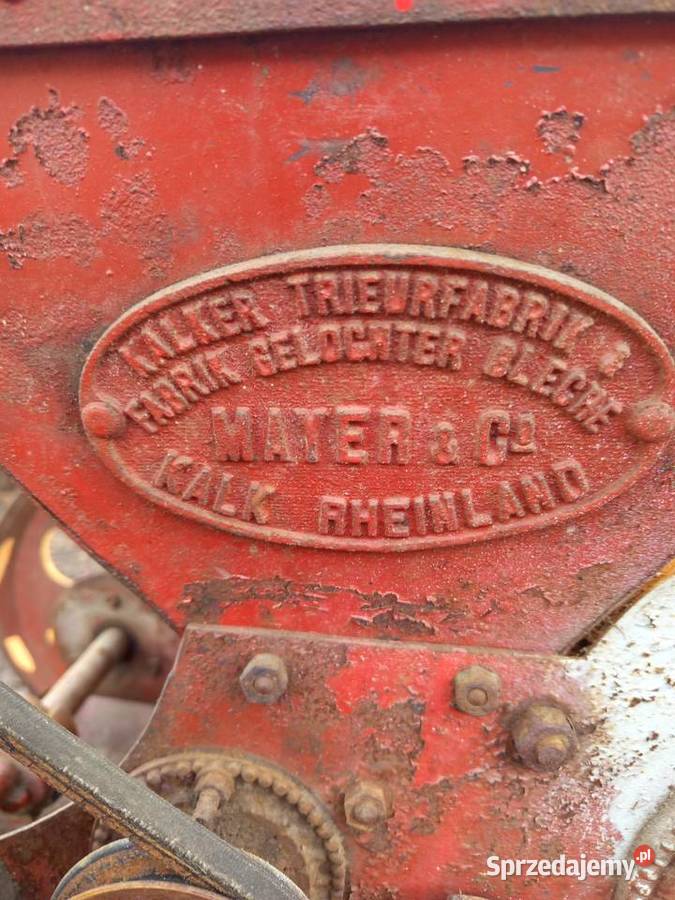 KALKER TRIEURFABRIK &
FABRIK GELOCHTER BLECHE
MAYER & Co
KALK RHEINLAND
Sprzedajemy.pl